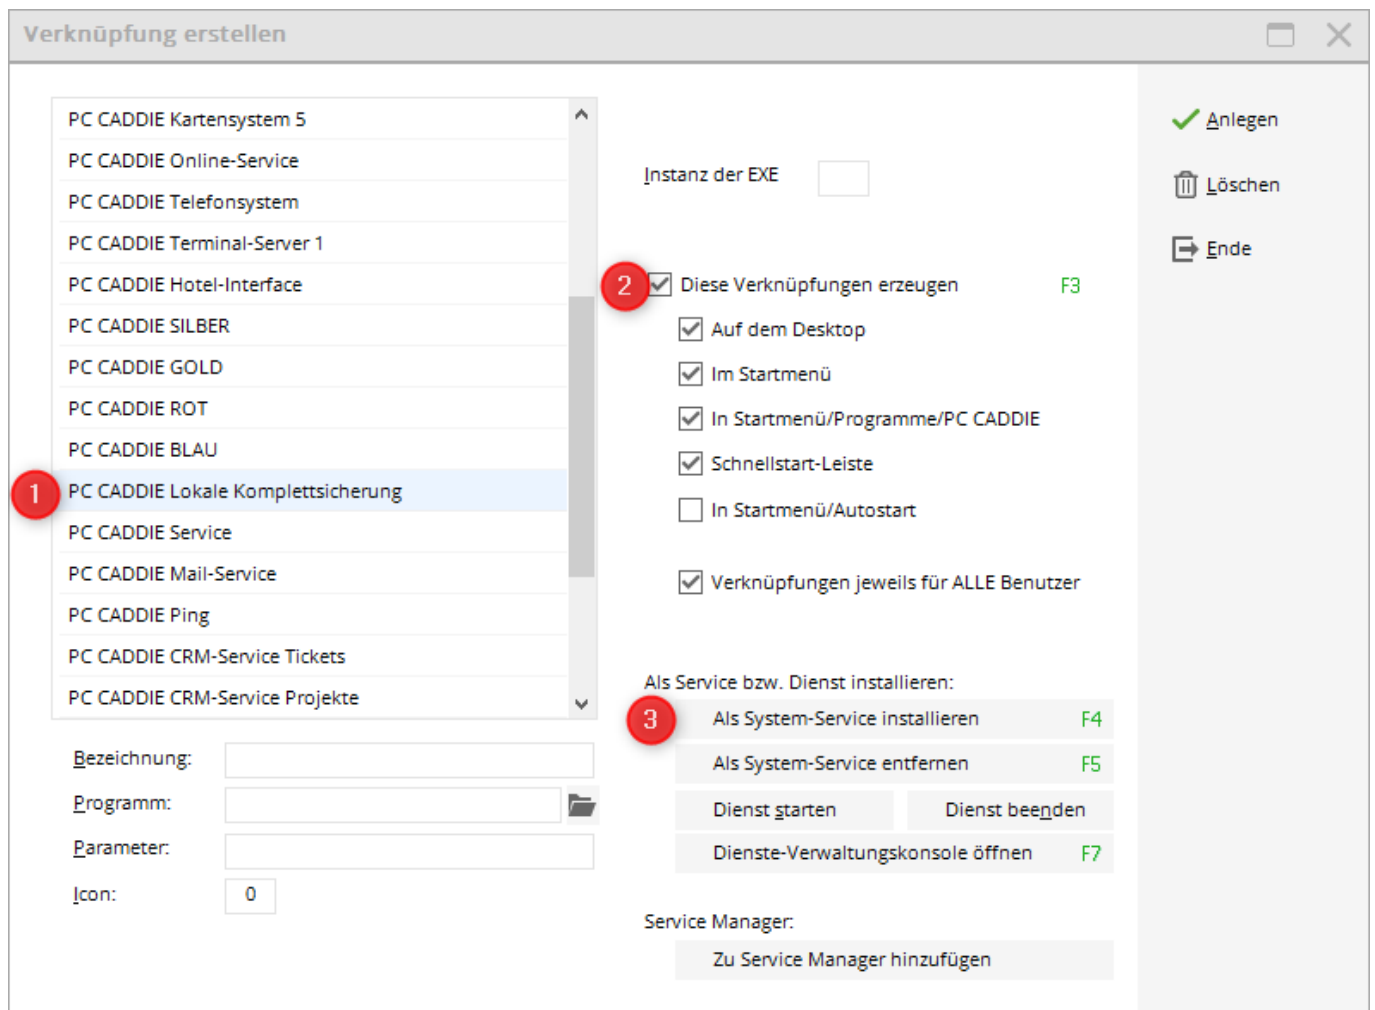 Verknüpfung erstellen
PC CADDIE Kartensystem 5
PC CADDIE Online-Service
PC CADDIE Telefonsystem
PC CADDIE Terminal-Server 1
PC CADDIE Hotel-Interface
PC CADDIE SILBER
PC CADDIE GOLD
PC CADDIE ROT
PC CADDIE BLAU
1 PC CADDIE Lokale Komplettsicherung
PC CADDIE Service
PC CADDIE Mail-Service
PC CADDIE Ping
PC CADDIE CRM-Service Tickets
PC CADDIE CRM-Service Projekte
Bezeichnung:
Programm:
Parameter:
Icon: 0
Instanz der EXE
2 Diese Verknüpfungen erzeugen F3
Auf dem Desktop
Im Startmenü
In Startmenü/Programme/PC CADDIE
Schnellstart-Leiste
In Startmenü/Autostart
Verknüpfungen jeweils für ALLE Benutzer
Als Service bzw. Dienst installieren:
3 Als System-Service installieren F4
Als System-Service entfernen F5
Dienst starten Dienst beenden
Dienste-Verwaltungskonsole öffnen F7
Service Manager:
Zu Service Manager hinzufügen
Anlegen
Löschen
Ende